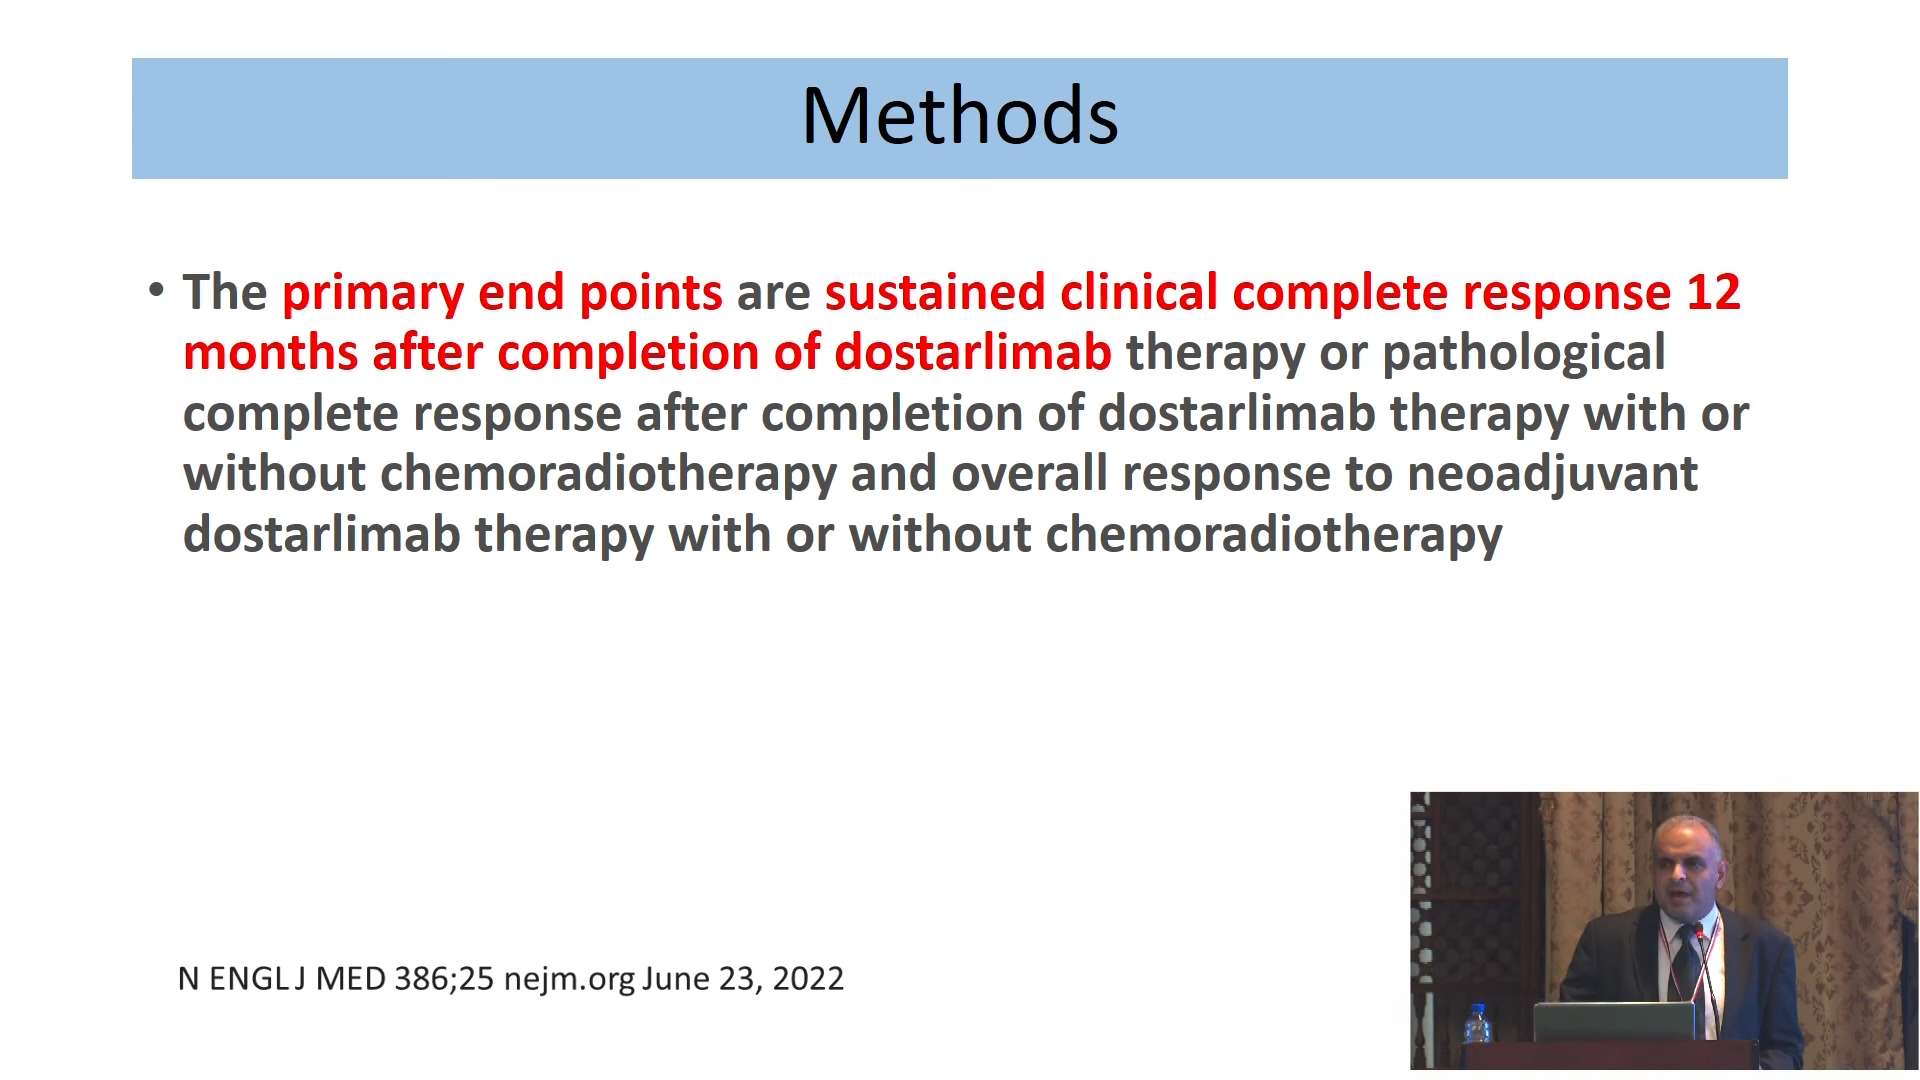 Methods
• The primary end points are sustained clinical complete response 12
months after completion of dostarlimab therapy or pathological
complete response after completion of dostarlimab therapy with or
without chemoradiotherapy and overall response to neoadjuvant
dostarlimab therapy with or without chemoradiotherapy
N ENGL J MED 386;25 nejm.org June 23, 2022